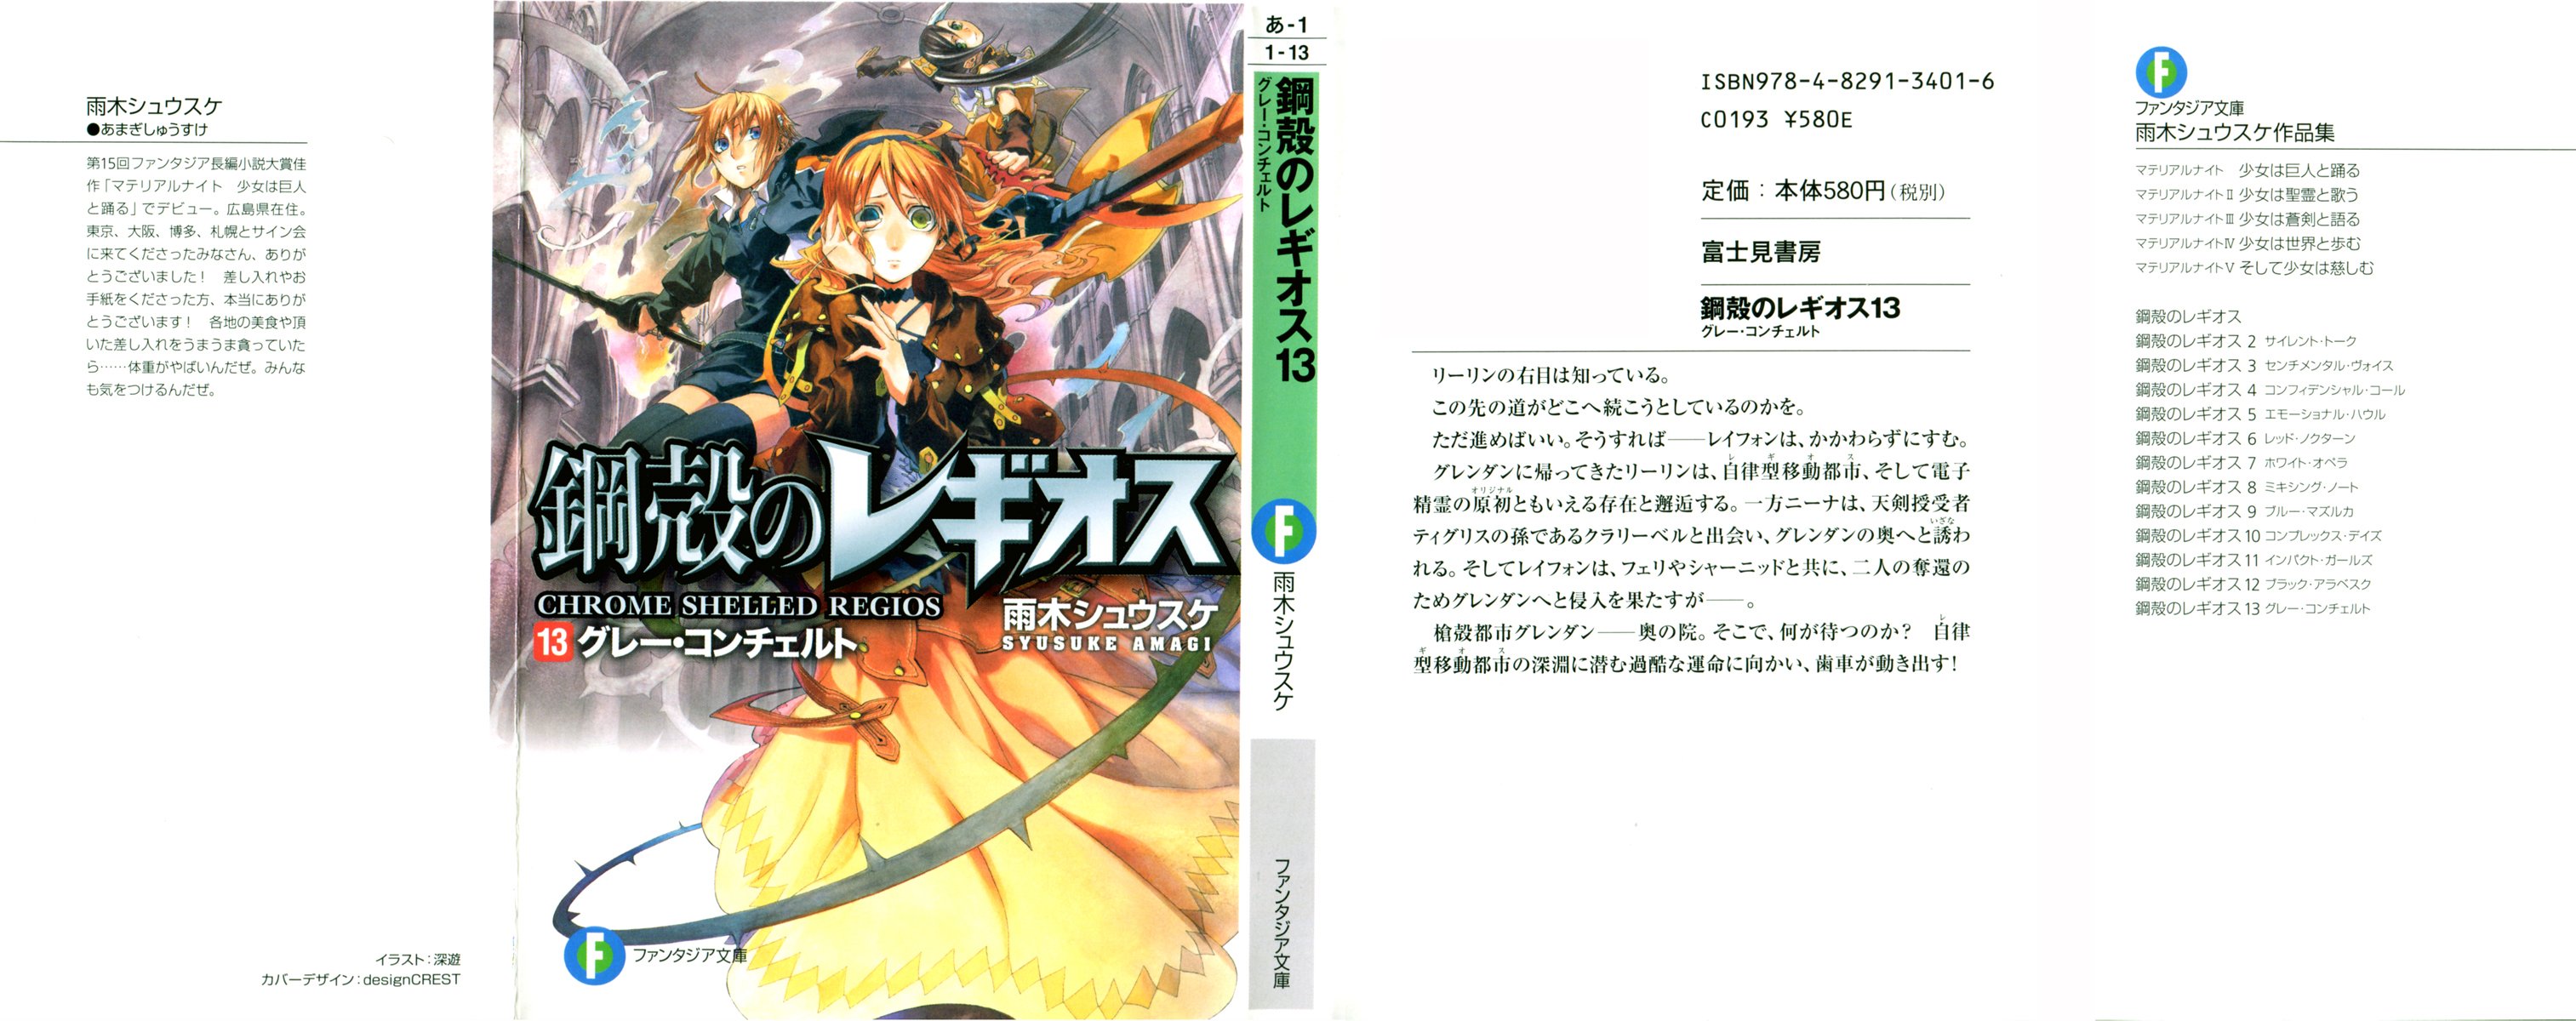 雨木シュウスケ
●あまぎしゅうすけ
第15回ファンタジア長編小説大賞佳
作「マテリアルナイト　少女は巨人
と踊る」でデビュー。広島県在住。
東京、大阪、博多、札幌とサイン会
に来てくださったみなさん、ありが
とうございました！　差し入れやお
手紙をくださった方、本当にありが
とうございます！　各地の美食や頂
いた差し入れをうまうま貪っていた
ら……体重がやばいんだぜ。みんな
も気をつけるんだぜ。
イラスト：深遊
カバーデザイン：designCREST
鋼殻のレギオス
CHROME SHELLED REGIOS
13 グレー・コンチェルト
雨木シュウスケ
SYUSUKE AMAGI
F ファンタジア文庫
あ-1
1-13
鋼殻のレギオス13
グレー・コンチェルト
F
雨木シュウスケ
ファンタジア文庫
ISBN978-4-8291-3401-6
C0193 ¥580E
定価：本体580円（税別）
富士見書房
鋼殻のレギオス13
グレー・コンチェルト
リーリンの右目は知っている。
この先の道がどこへ続こうとしているのかを。
ただ進めばいい。そうすれば――レイフォンは、かかわらずにすむ。
レギオス
グレンダンに帰ってきたリーリンは、自律型移動都市、そして電子
オリジナル
精霊の原初ともいえる存在と邂逅する。一方ニーナは、天剣授受者
いざな
ティグリスの孫であるクラリーベルと出会い、グレンダンの奥へと誘わ
れる。そしてレイフォンは、フェリやシャーニッドと共に、二人の奪還の
ためグレンダンへと侵入を果たすが――。
レ
槍殻都市グレンダン――奥の院。そこで、何が待つのか？　自律
ギオス
型移動都市の深淵に潜む過酷な運命に向かい、歯車が動き出す！
F
ファンタジア文庫
雨木シュウスケ作品集
マテリアルナイト　少女は巨人と踊る
マテリアルナイトⅡ 少女は聖霊と歌う
マテリアルナイトⅢ 少女は蒼剣と語る
マテリアルナイトⅣ 少女は世界と歩む
マテリアルナイトⅤ そして少女は慈しむ
鋼殻のレギオス
鋼殻のレギオス 2 サイレント・トーク
鋼殻のレギオス 3 センチメンタル・ヴォイス
鋼殻のレギオス 4 コンフィデンシャル・コール
鋼殻のレギオス 5 エモーショナル・ハウル
鋼殻のレギオス 6 レッド・ノクターン
鋼殻のレギオス 7 ホワイト・オペラ
鋼殻のレギオス 8 ミキシング・ノート
鋼殻のレギオス 9 ブルー・マズルカ
鋼殻のレギオス10 コンプレックス・デイズ
鋼殻のレギオス11 インパクト・ガールズ
鋼殻のレギオス12 ブラック・アラベスク
鋼殻のレギオス13 グレー・コンチェルト